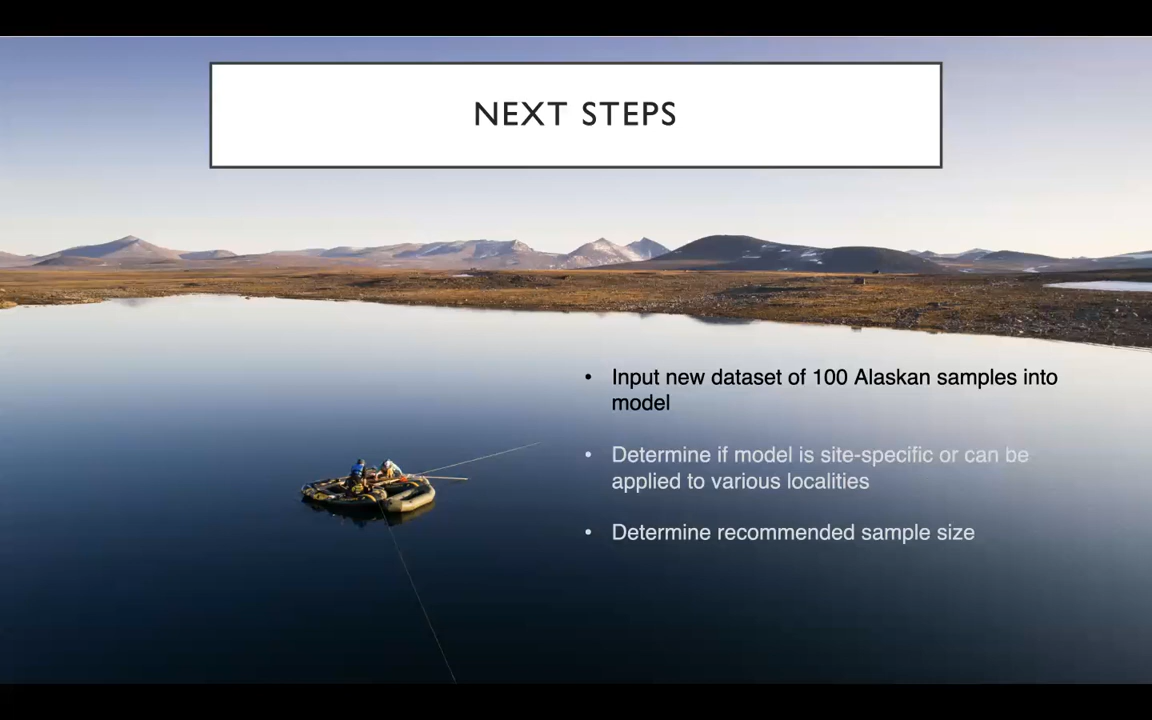 NEXT STEPS
• Input new dataset of 100 Alaskan samples into
model
• Determine if model is site-specific or can be
applied to various localities
• Determine recommended sample size